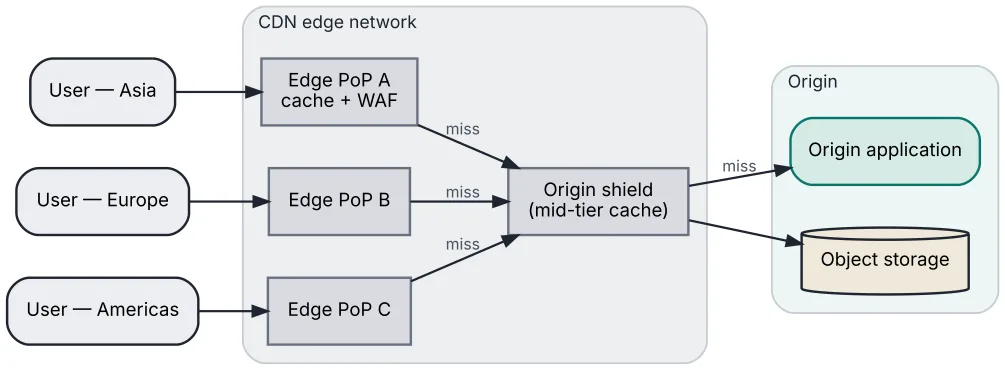 CDN edge network
User — Asia
Edge PoP A
cache + WAF
miss
User — Europe
Edge PoP B
miss
User — Americas
Edge PoP C
miss
Origin shield
(mid-tier cache)
miss
Origin
Origin application
Object storage